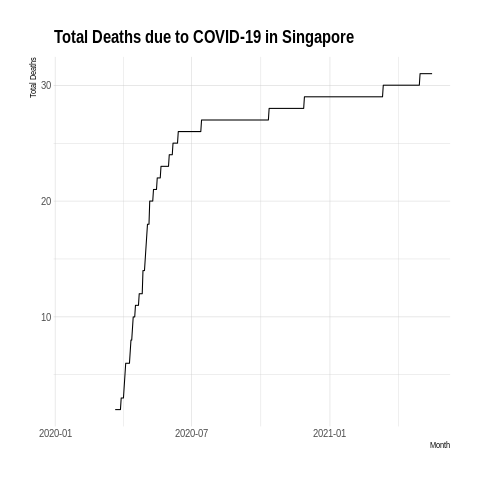 Total Deaths due to COVID-19 in Singapore
Total Deaths
30
20
10
2020-01
2020-07
2021-01
Month